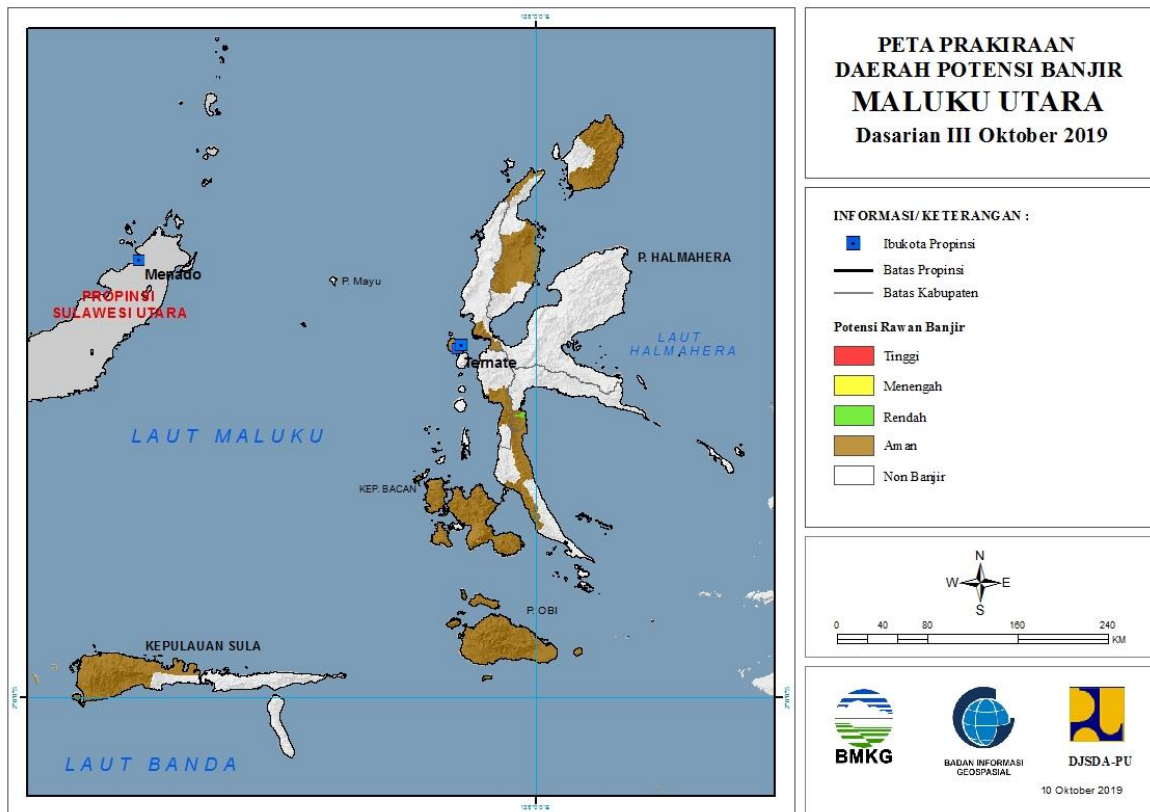 PETA PRAKIRAAN
DAERAH POTENSI BANJIR
MALUKU UTARA
Dasarian III Oktober 2019
INFORMASI/ KETERANGAN :
Ibukota Propinsi
Batas Propinsi
Batas Kabupaten
Potensi Rawan Banjir
Tinggi
Menengah
Rendah
Aman
Non Banjir
N
W E
S
0 40 80 160 240
KM
BMKG
BADAN INFORMASI
GEOSPASIAL
DJSDA-PU
10 Oktober 2019
Menado
PROPINSI
SULAWESI UTARA
P. Mayu
P. HALMAHERA
LAUT
HALMAHERA
Ternate
LAUT MALUKU
KEP. BACAN
P. OBI
KEPULAUAN SULA
LAUT BANDA